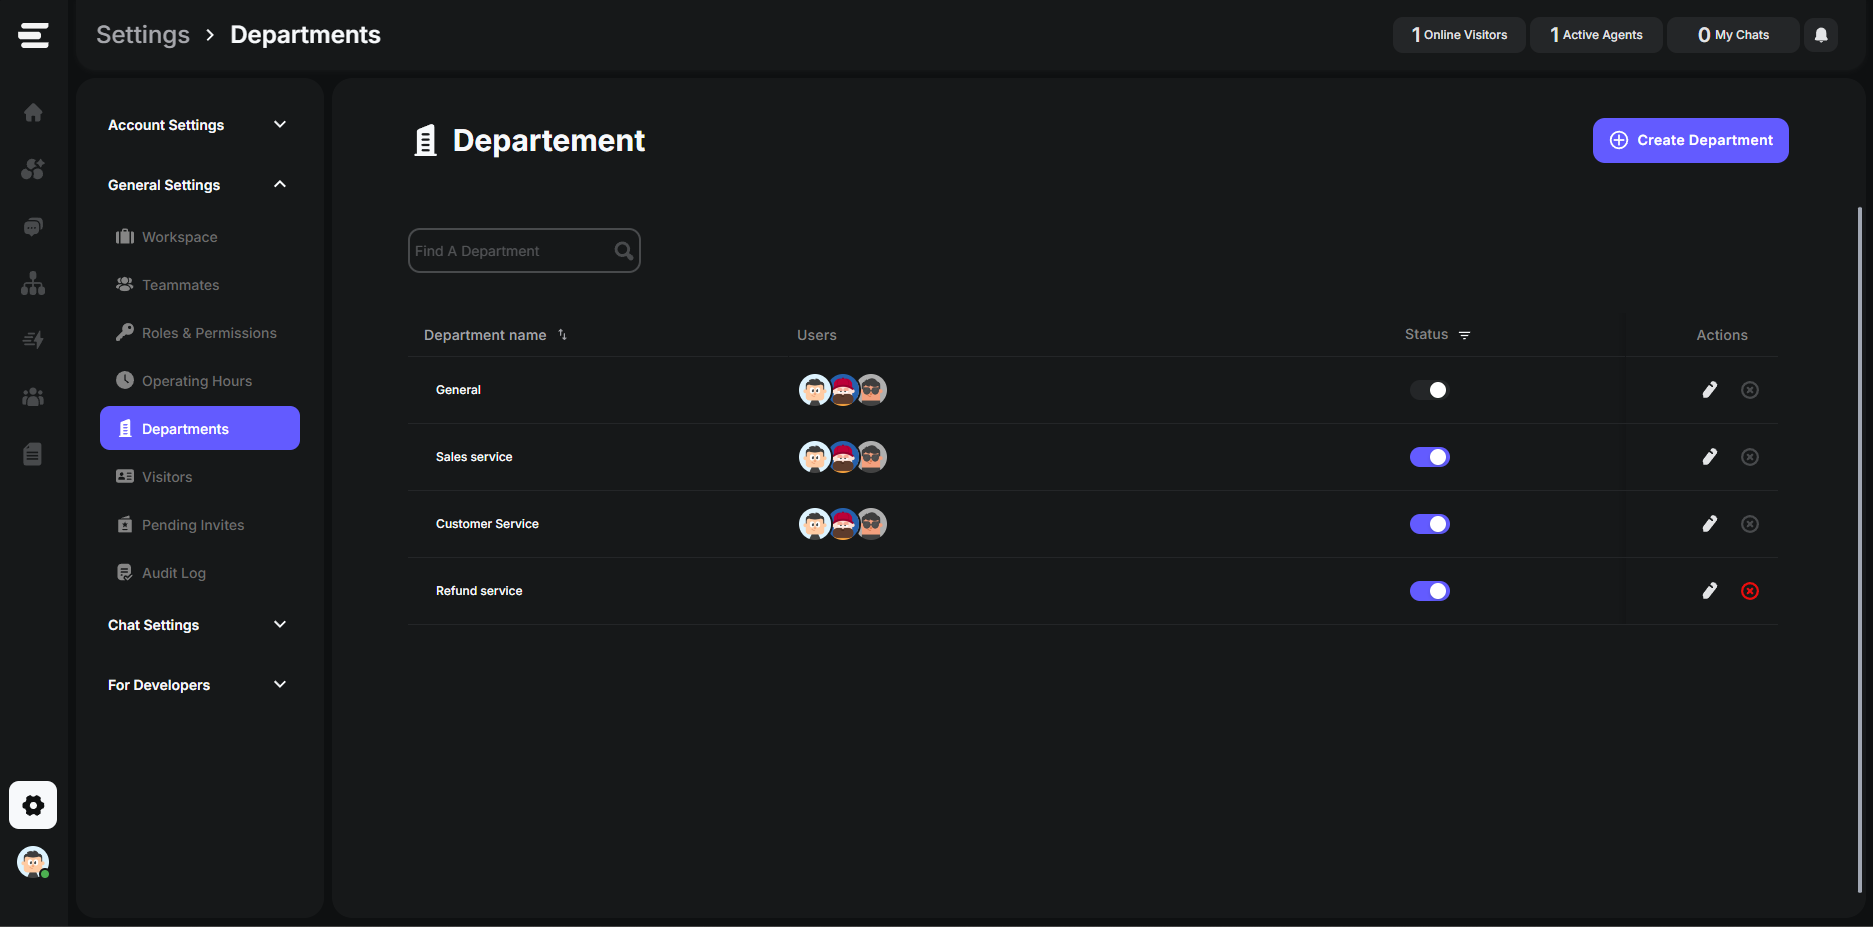 Settings > Departments
1 Online Visitors
1 Active Agents
0 My Chats
Account Settings
General Settings
Workspace
Teammates
Roles & Permissions
Operating Hours
Departments
Visitors
Pending Invites
Audit Log
Chat Settings
For Developers
Departement
Create Department
Find A Department
Department name Users Status Actions
General
Sales service
Customer Service
Refund service